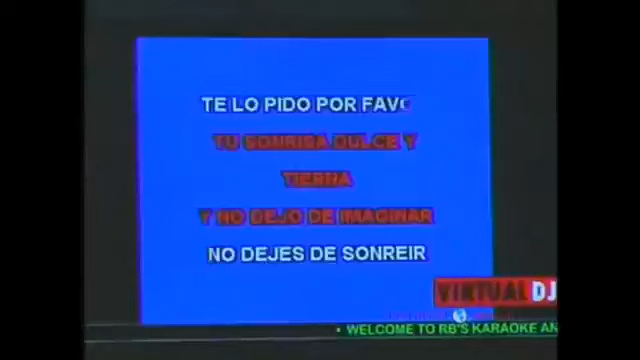 TE LO PIDO POR FAVO
TU SONRISA DULCE Y
TIERNA
Y NO DEJO DE IMAGINAR
NO DEJES DE SONREIR
VIRTUAL DJ
• WELCOME TO RB'S KARAOKE AN